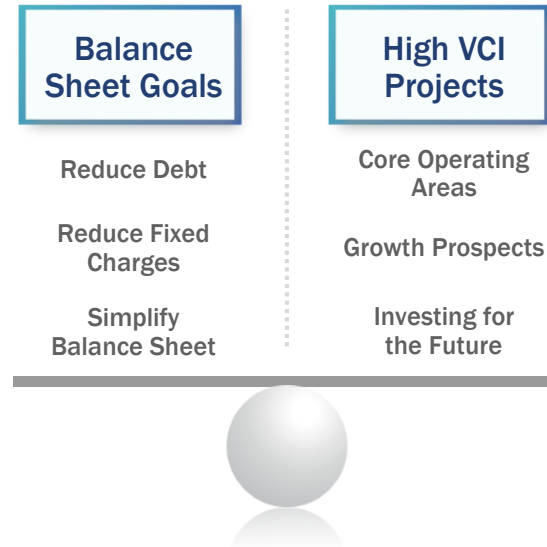 Balance
Sheet Goals
Reduce Debt
Reduce Fixed
Charges
Simplify
Balance Sheet
High VCI
Projects
Core Operating
Areas
Growth Prospects
Investing for
the Future